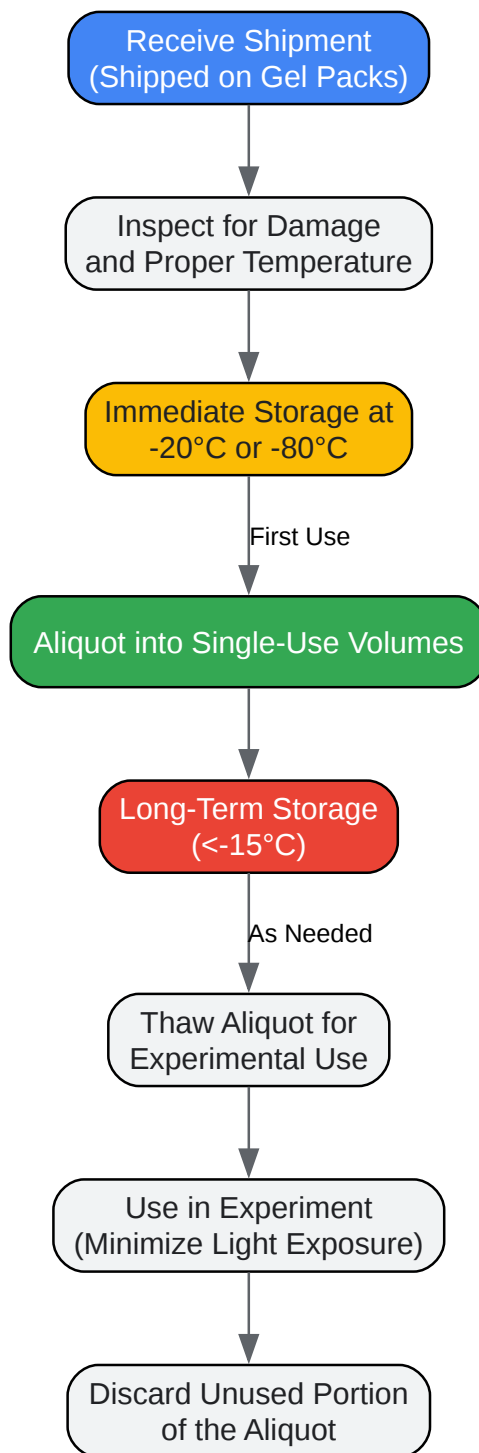 Receive Shipment
(Shipped on Gel Packs)
Inspect for Damage
and Proper Temperature
Immediate Storage at
-20°C or -80°C
First Use
Aliquot into Single-Use Volumes
Long-Term Storage
(<-15°C)
As Needed
Thaw Aliquot for
Experimental Use
Use in Experiment
(Minimize Light Exposure)
Discard Unused Portion
of the Aliquot